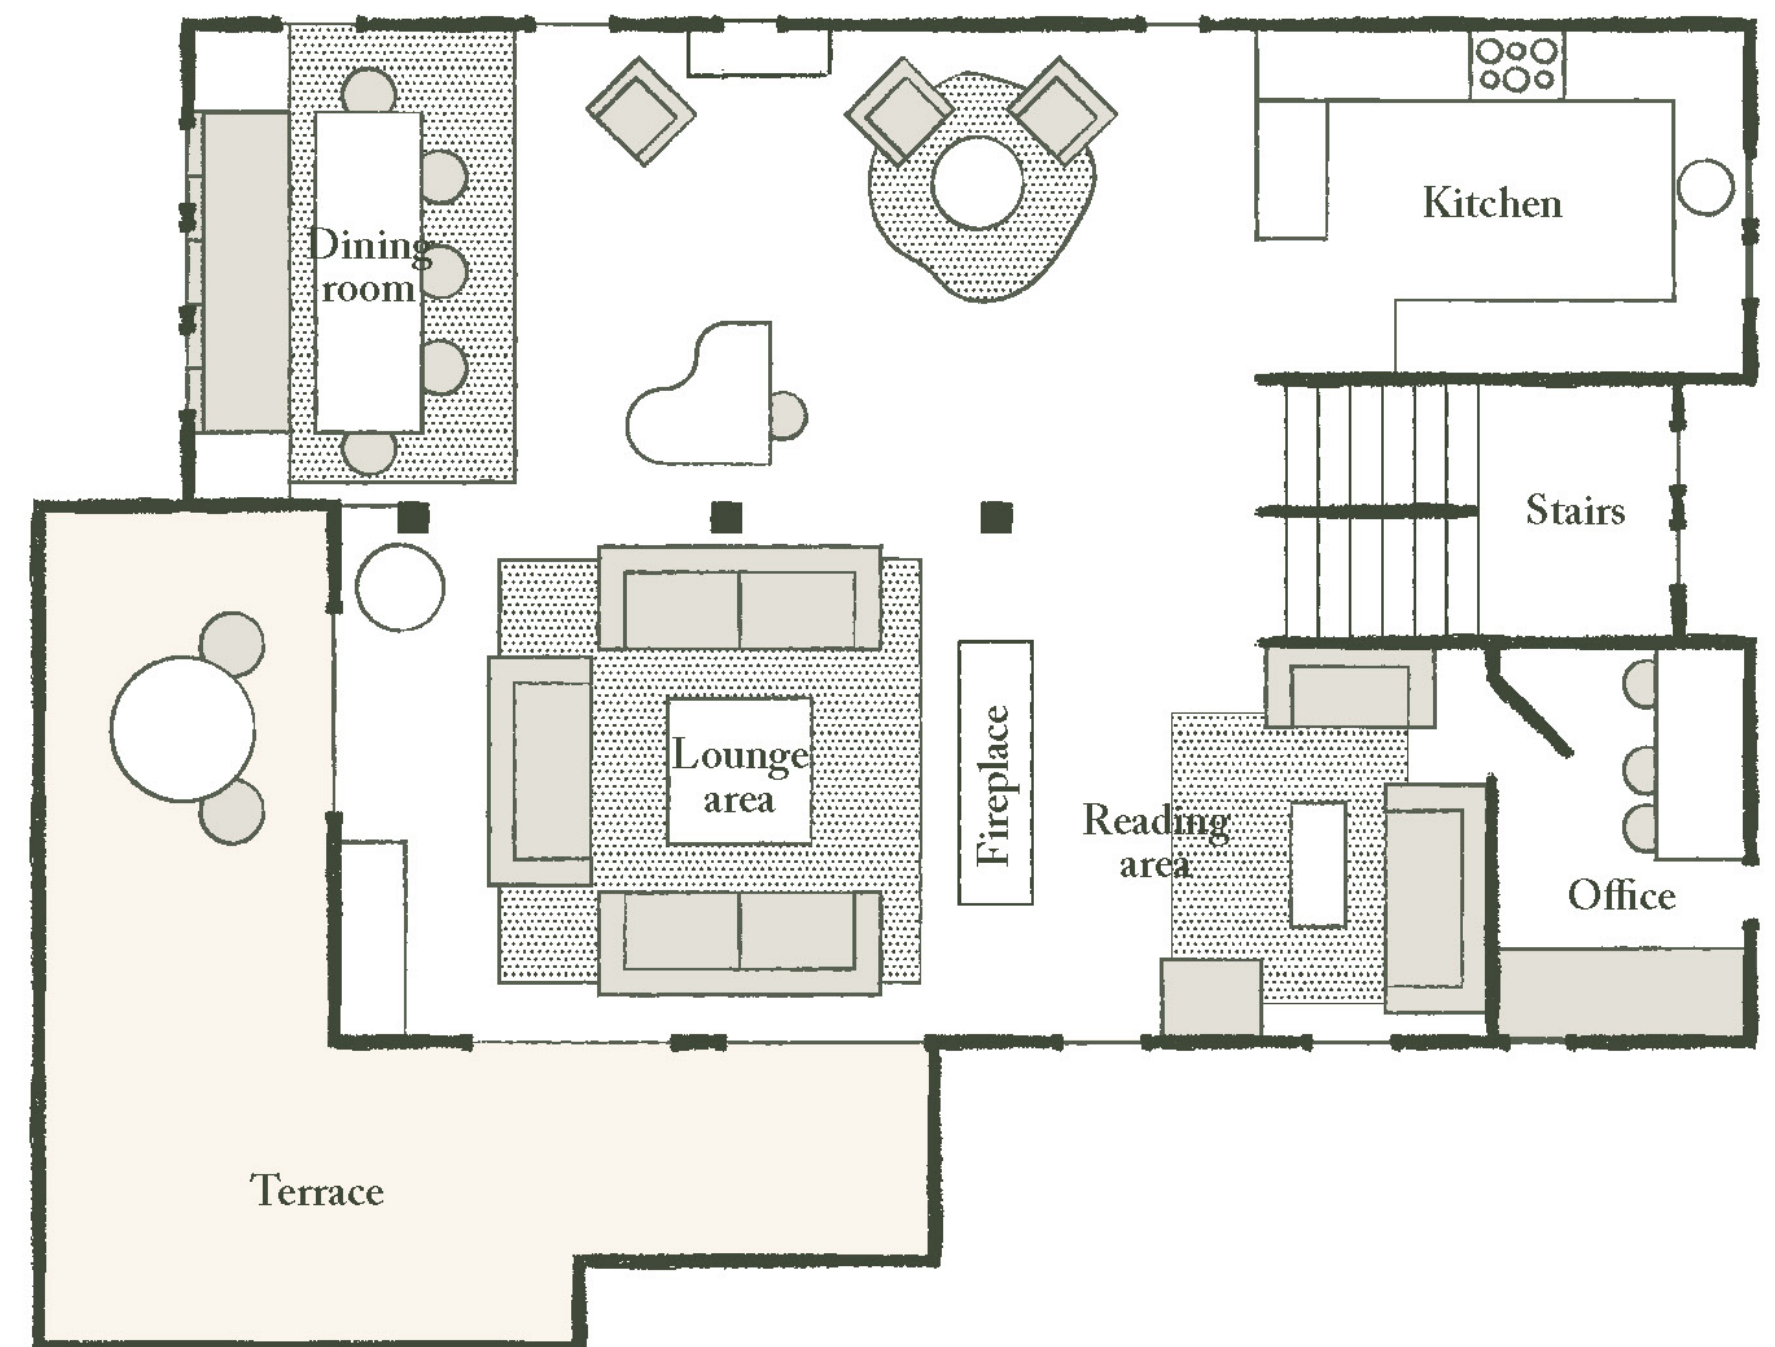 Kitchen
Dining
room
Stairs
Lounge
area
Fireplace
Reading
area
Office
Terrace